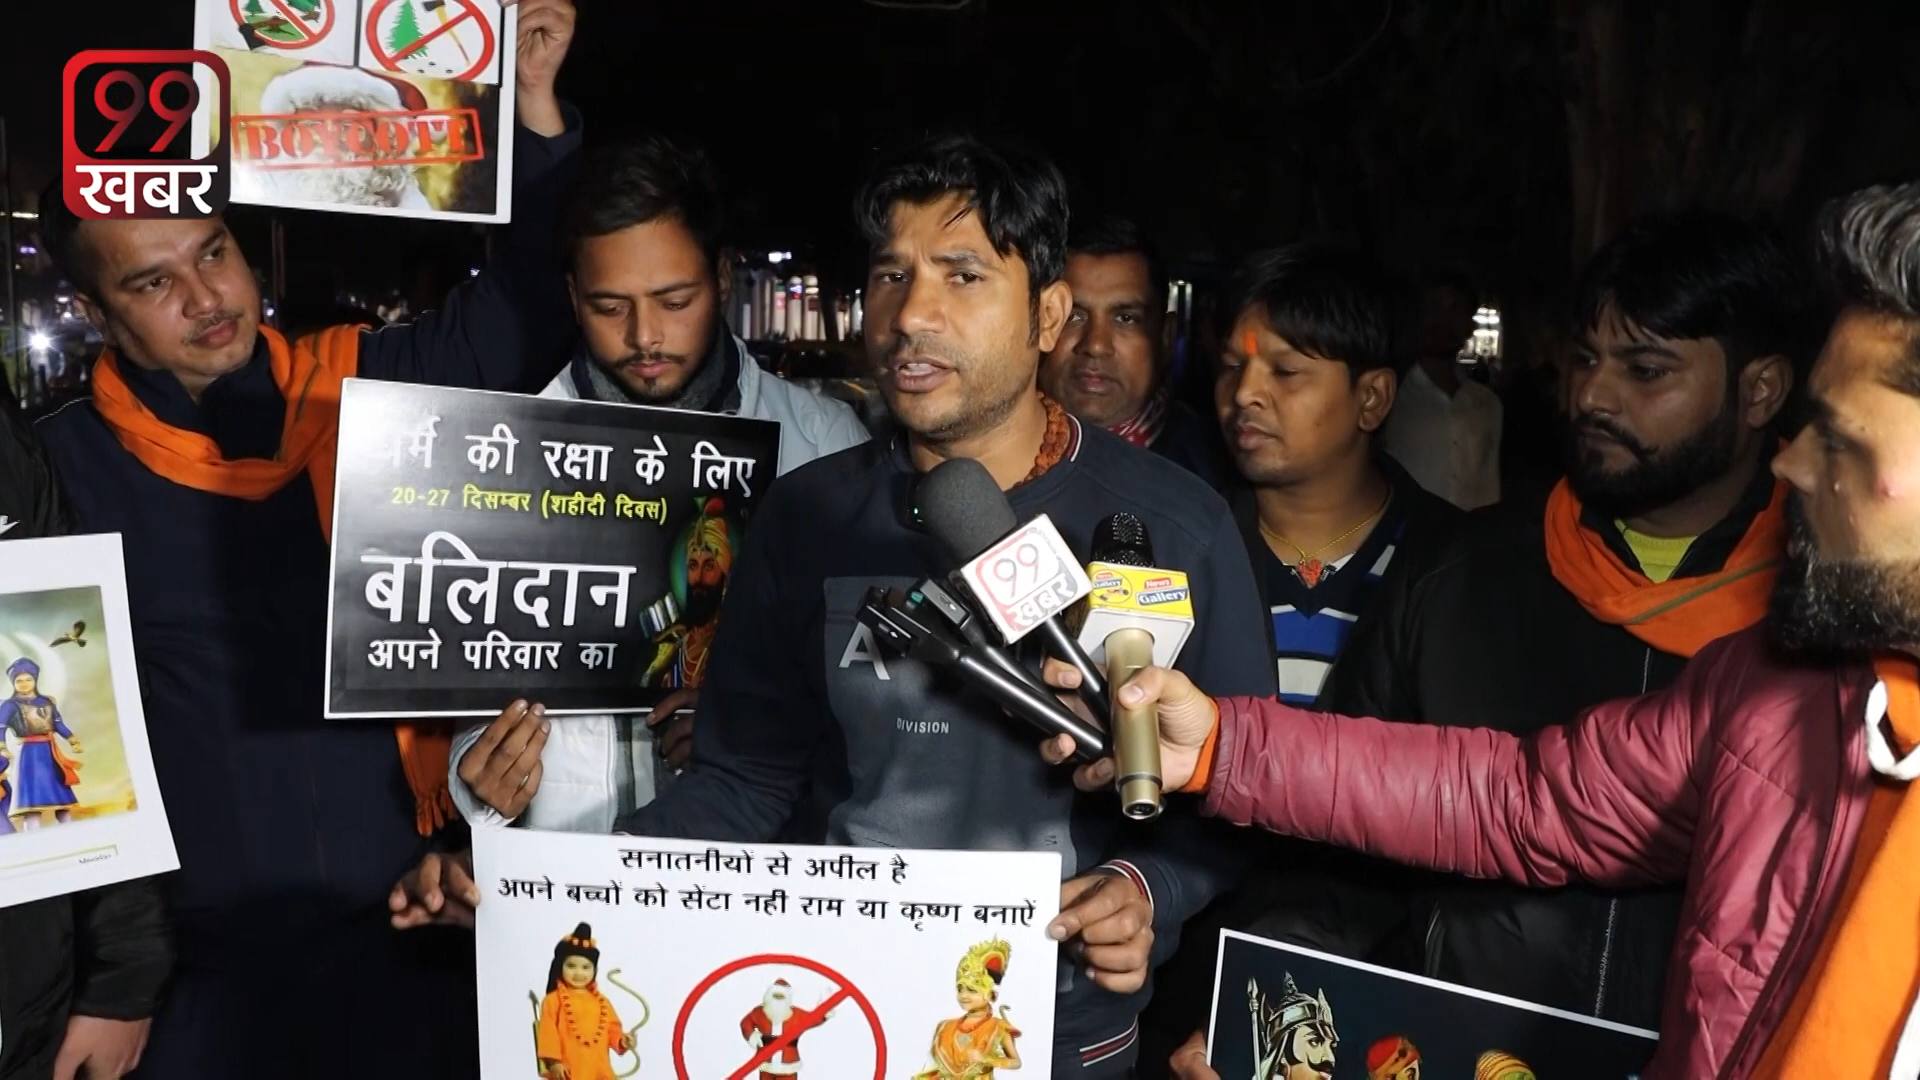 99
खबर
BOYCOTT
धर्म की रक्षा के लिए
20-27 दिसम्बर (शहीदी दिवस)
बलिदान
अपने परिवार का
99
खबर
News
Gallery
A
DIVISION
सनातनीयों से अपील है
अपने बच्चों को सेंटा नही राम या कृष्ण बनाऐं